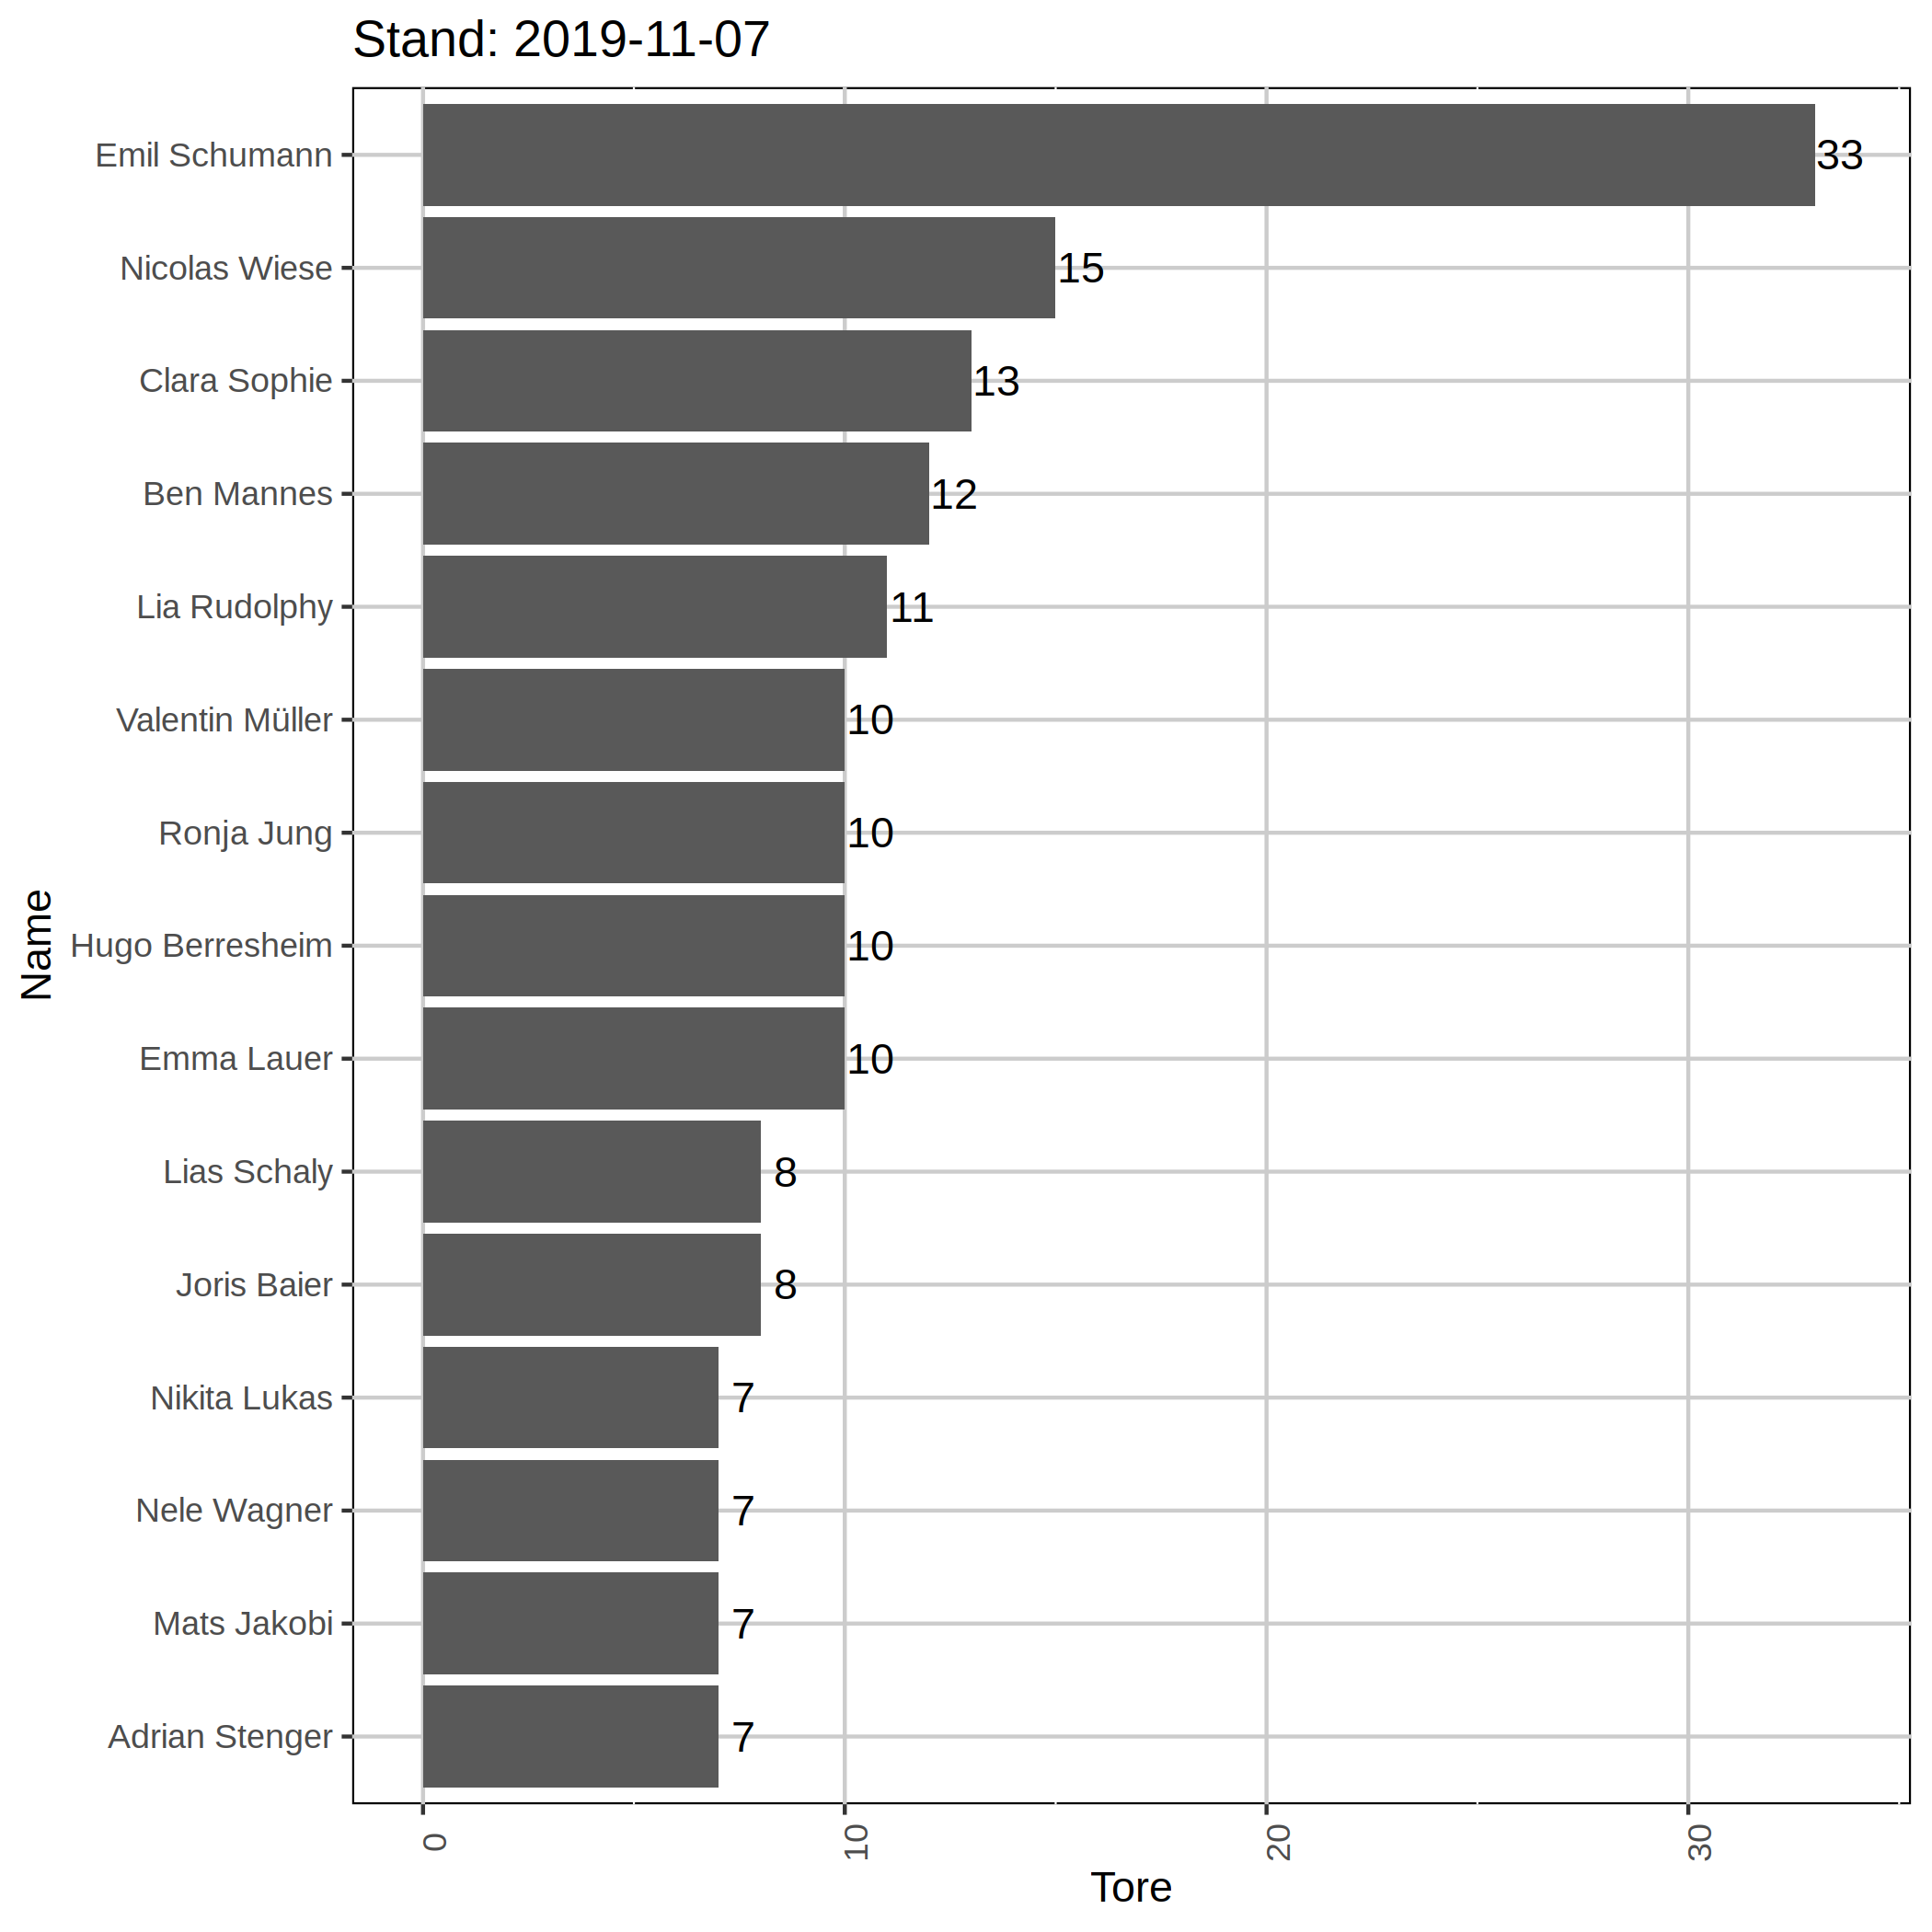 Stand: 2019-11-07
Emil Schumann 33
Nicolas Wiese 15
Clara Sophie 13
Ben Mannes 12
Lia Rudolphy 11
Valentin Müller 10
Ronja Jung 10
Hugo Berresheim 10
Emma Lauer 10
Lias Schaly 8
Joris Baier 8
Nikita Lukas 7
Nele Wagner 7
Mats Jakobi 7
Adrian Stenger 7
Name
0 10 20 30
Tore